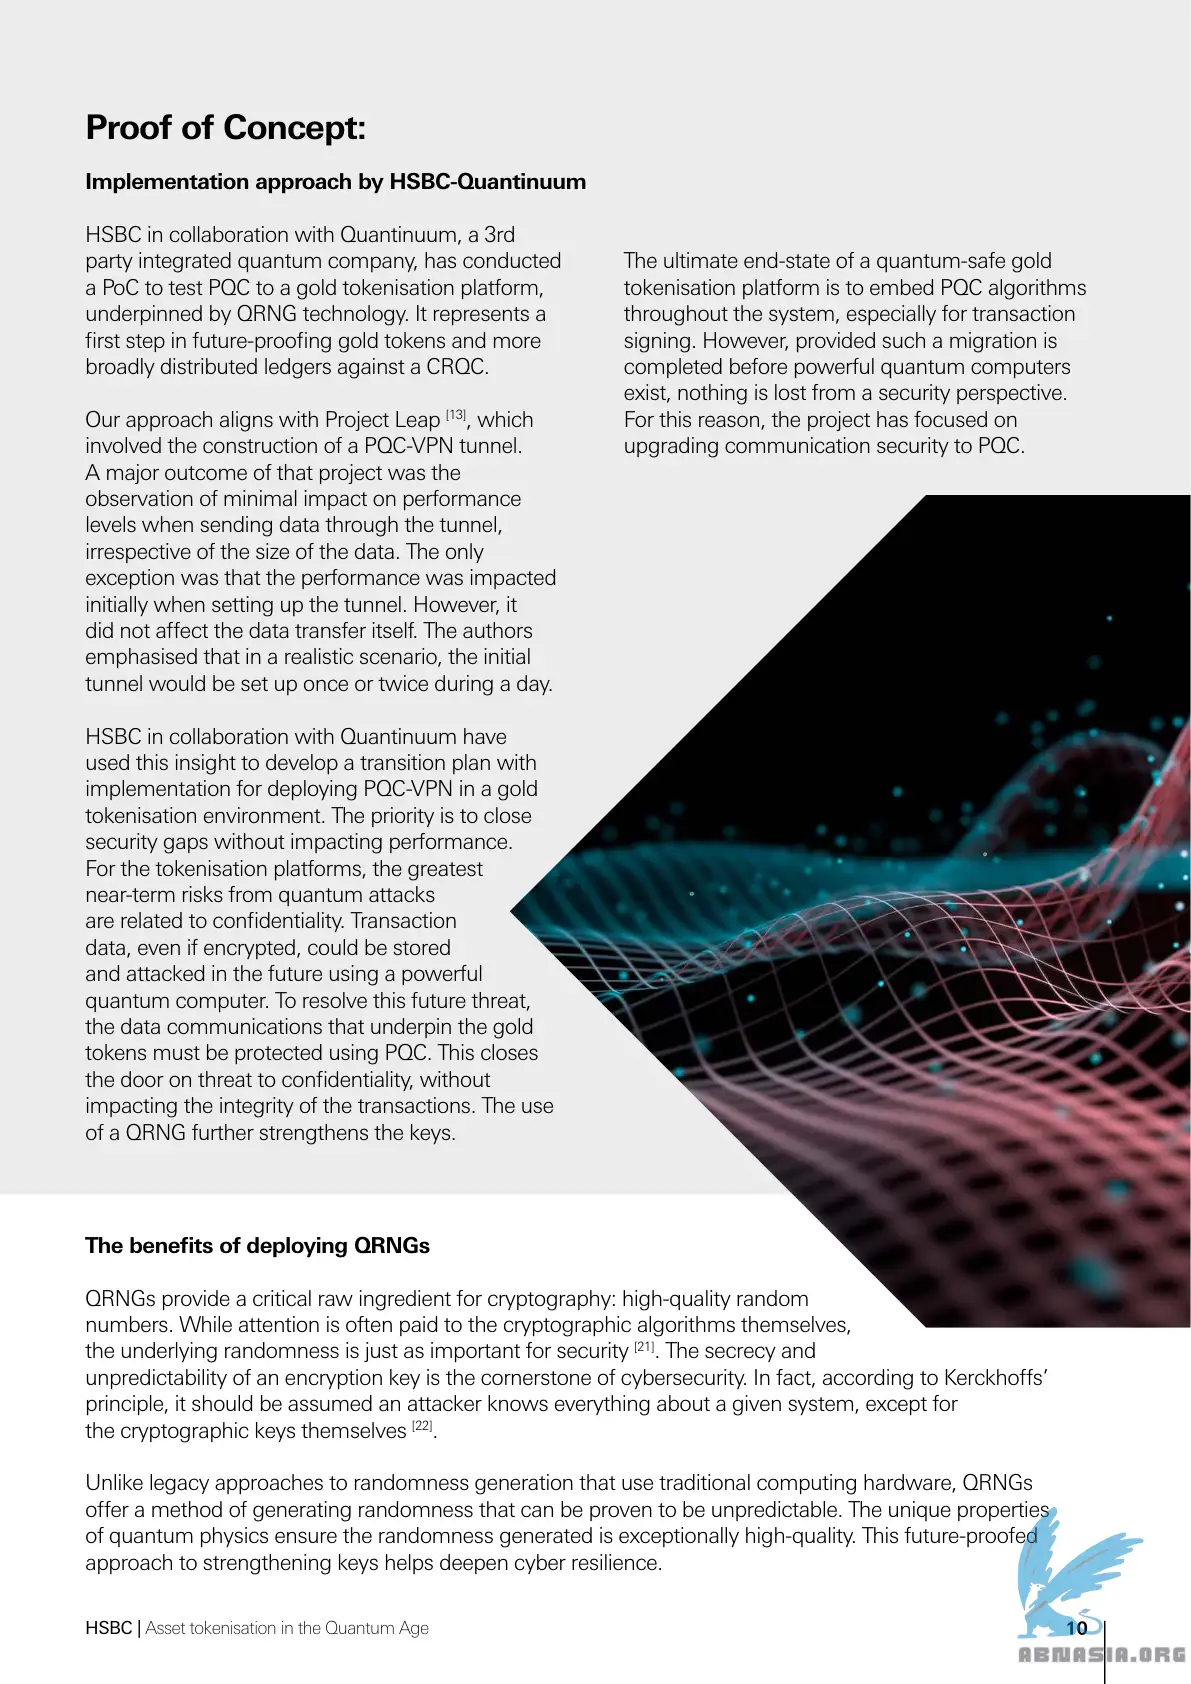 Proof of Concept:
Implementation approach by HSBC-Quantinuum
HSBC in collaboration with Quantinuum, a 3rd
party integrated quantum company, has conducted
a PoC to test PQC to a gold tokenisation platform,
underpinned by QRNG technology. It represents a
first step in future-proofing gold tokens and more
broadly distributed ledgers against a CRQC.
Our approach aligns with Project Leap [13], which
involved the construction of a PQC-VPN tunnel.
A major outcome of that project was the
observation of minimal impact on performance
levels when sending data through the tunnel,
irrespective of the size of the data. The only
exception was that the performance was impacted
initially when setting up the tunnel. However, it
did not affect the data transfer itself. The authors
emphasised that in a realistic scenario, the initial
tunnel would be set up once or twice during a day.
HSBC in collaboration with Quantinuum have
used this insight to develop a transition plan with
implementation for deploying PQC-VPN in a gold
tokenisation environment. The priority is to close
security gaps without impacting performance.
For the tokenisation platforms, the greatest
near-term risks from quantum attacks
are related to confidentiality. Transaction
data, even if encrypted, could be stored
and attacked in the future using a powerful
quantum computer. To resolve this future threat,
the data communications that underpin the gold
tokens must be protected using PQC. This closes
the door on threat to confidentiality, without
impacting the integrity of the transactions. The use
of a QRNG further strengthens the keys.
The ultimate end-state of a quantum-safe gold
tokenisation platform is to embed PQC algorithms
throughout the system, especially for transaction
signing. However, provided such a migration is
completed before powerful quantum computers
exist, nothing is lost from a security perspective.
For this reason, the project has focused on
upgrading communication security to PQC.
The benefits of deploying QRNGs
QRNGs provide a critical raw ingredient for cryptography: high-quality random
numbers. While attention is often paid to the cryptographic algorithms themselves,
the underlying randomness is just as important for security [21]. The secrecy and
unpredictability of an encryption key is the cornerstone of cybersecurity. In fact, according to Kerckhoffs’
principle, it should be assumed an attacker knows everything about a given system, except for
the cryptographic keys themselves [22].
Unlike legacy approaches to randomness generation that use traditional computing hardware, QRNGs
offer a method of generating randomness that can be proven to be unpredictable. The unique properties
of quantum physics ensure the randomness generated is exceptionally high-quality. This future-proofed
approach to strengthening keys helps deepen cyber resilience.
HSBC | Asset tokenisation in the Quantum Age
10
ABNASIA.ORG